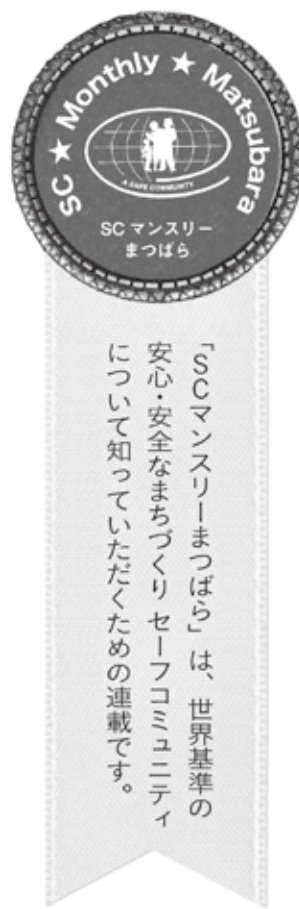 SC ★ Monthly ★ Matsubara
A SAFE COMMUNITY
SC マンスリー
まつばら
「SCマンスリーまつばら」は、世界基準の
安心・安全なまちづくり セーフコミュニティ
について知っていただくための連載です。